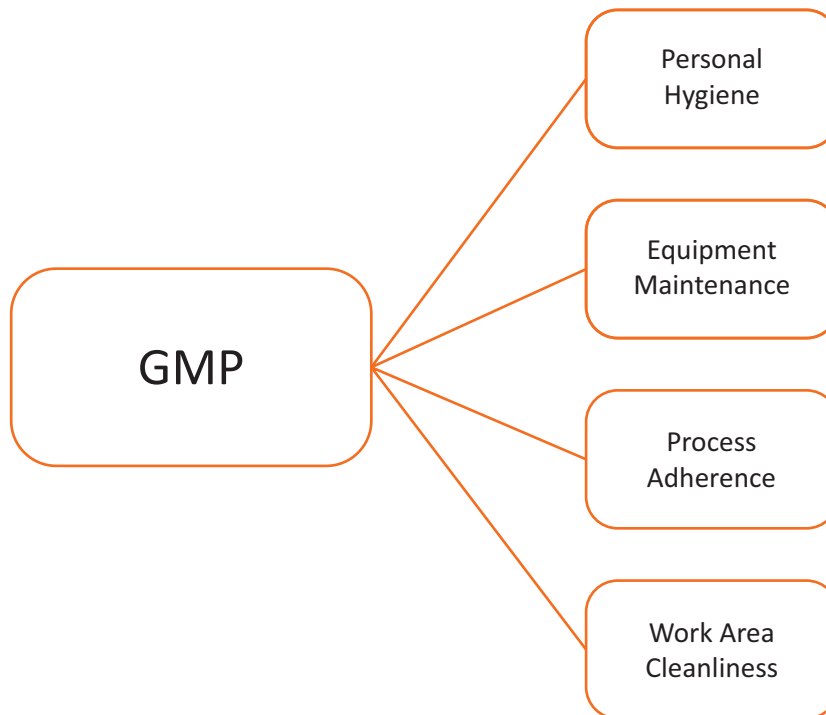 Personal
Hygiene
Equipment
Maintenance
GMP
Process
Adherence
Work Area
Cleanliness